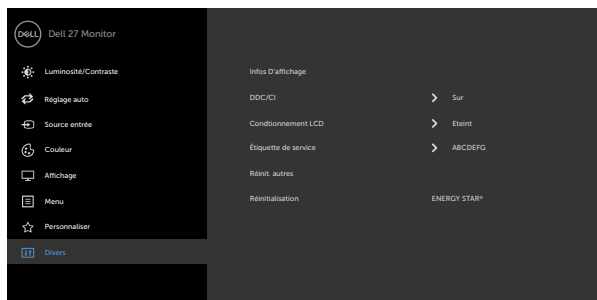 DELL Dell 27 Monitor
Luminosité/Contraste Infos D'affichage
Réglage auto DDC/CI Sur
Source entrée Condtionnement LCD Eteint
Couleur Étiquette de service ABCDEFG
Affichage Réinit. autres
Menu Réinitialisation ENERGY STAR®
Personnaliser
Divers